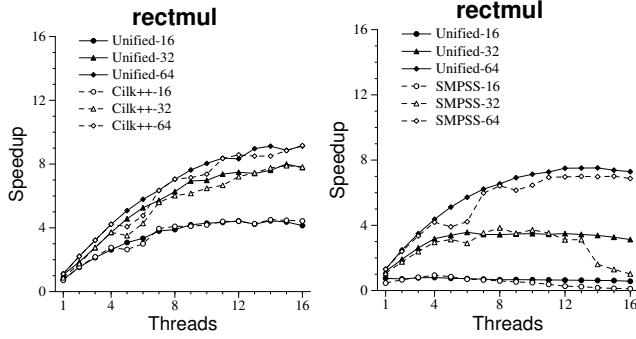 rectmul
16
12
8
4
0
Speedup
Unified-16
Unified-32
Unified-64
Cilk++-16
Cilk++-32
Cilk++-64
1 4 8 12 16
Threads
rectmul
16
12
8
4
0
Speedup
Unified-16
Unified-32
Unified-64
SMPSS-16
SMPSS-32
SMPSS-64
1 4 8 12 16
Threads